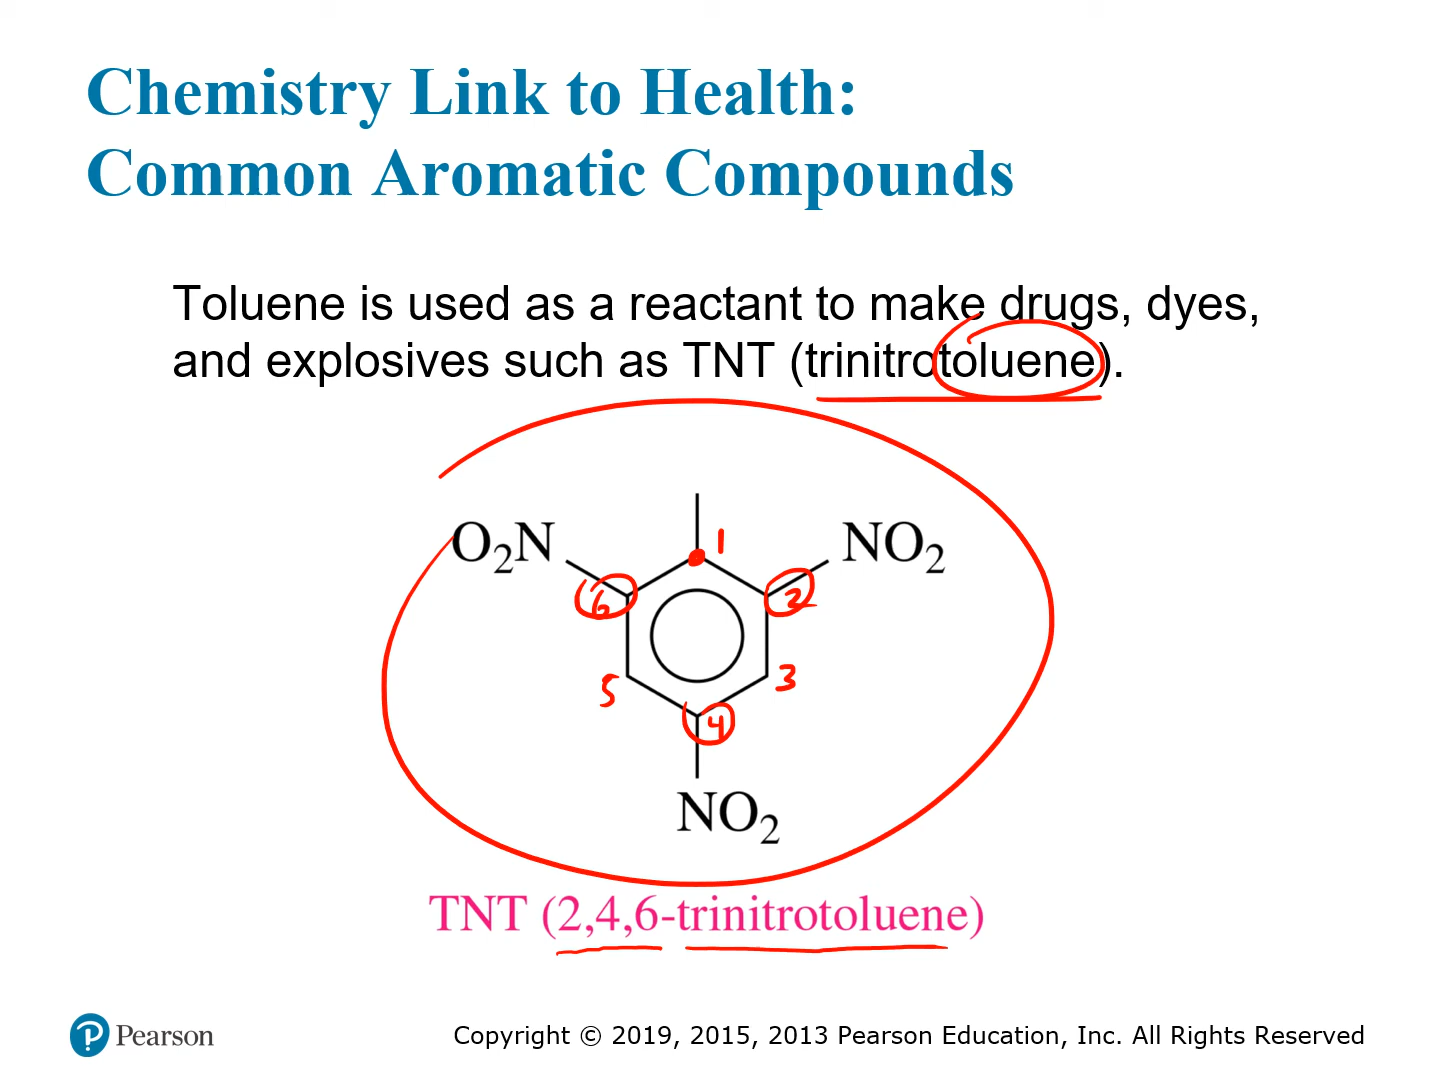 Chemistry Link to Health:
Common Aromatic Compounds
Toluene is used as a reactant to make drugs, dyes,
and explosives such as TNT (trinitrotoluene).
O₂N NO₂
1
6 2
5 3
4
NO₂
TNT (2,4,6-trinitrotoluene)
Pearson Copyright © 2019, 2015, 2013 Pearson Education, Inc. All Rights Reserved